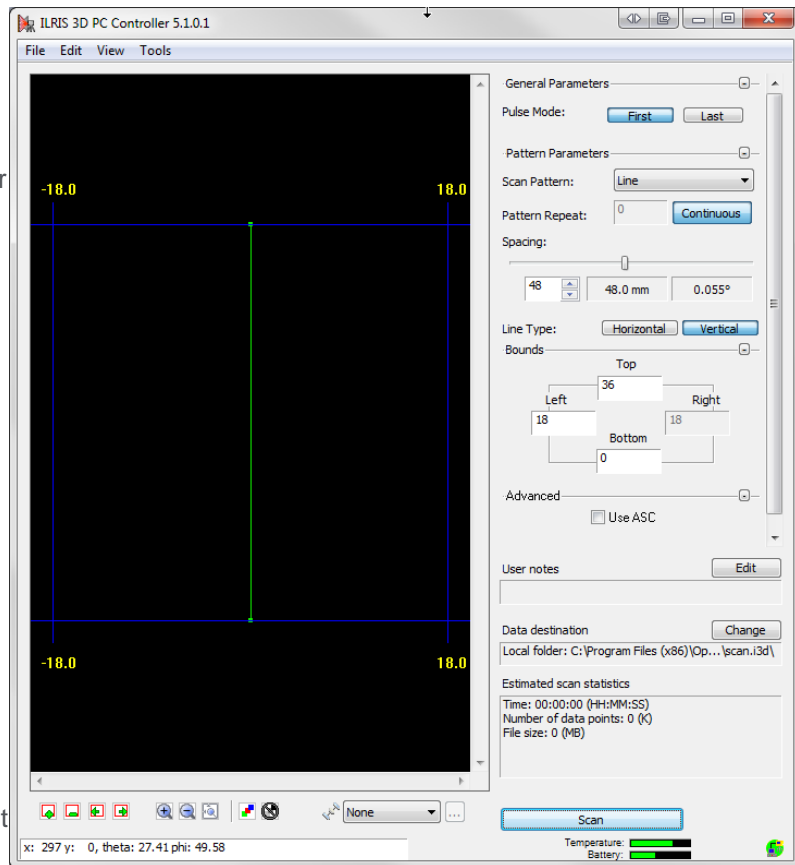 ILRIS 3D PC Controller 5.1.0.1
File Edit View Tools
r
-18.0 18.0
-18.0 18.0
t
General Parameters
Pulse Mode: First Last
Pattern Parameters
Scan Pattern: Line
Pattern Repeat: 0 Continuous
Spacing:
48 48.0 mm 0.055°
Line Type: Horizontal Vertical
Bounds
Top
36
Left Right
18 18
Bottom
0
Advanced
Use ASC
User notes Edit
Data destination Change
Local folder: C:\Program Files (x86)\Op...\scan.i3d\
Estimated scan statistics
Time: 00:00:00 (HH:MM:SS)
Number of data points: 0 (K)
File size: 0 (MB)
None ...
Scan
x: 297 y: 0, theta: 27.41 phi: 49.58
Temperature:
Battery: